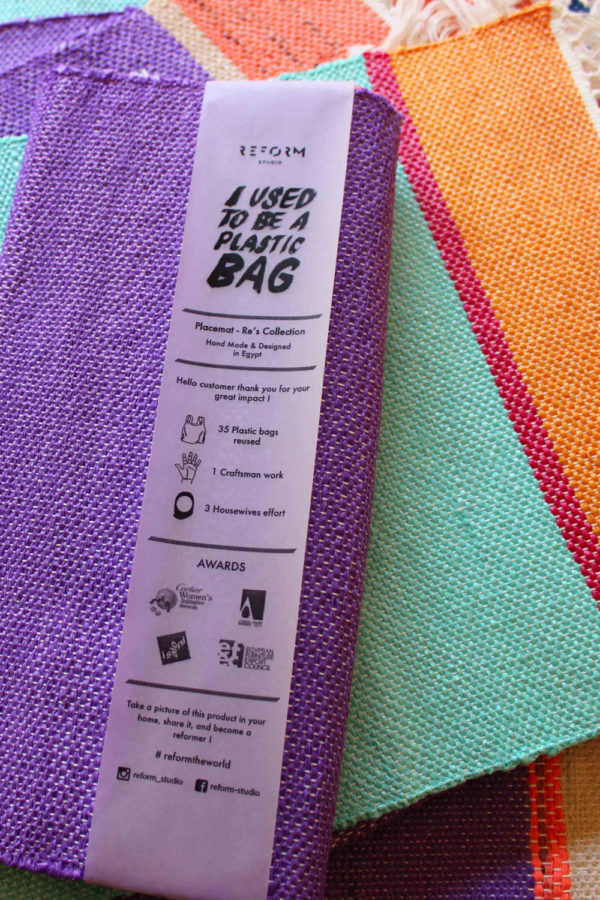 REFORM
STUDIO
I USED
TO BE A
PLASTIC
BAG
Placemat - Re's Collection
Hand Made & Designed
in Egypt
Hello customer thank you for your
great impact !
35 Plastic bags
reused
1 Craftsman work
3 Housewives effort
AWARDS
Cartier
Women's
Initiative
Awards
EGYPTIAN
FURNITURE
EXPORT
COUNCIL
Take a picture of this product in your
home, share it, and become a
reformer !
# reformtheworld
reform_studio
reform-studio